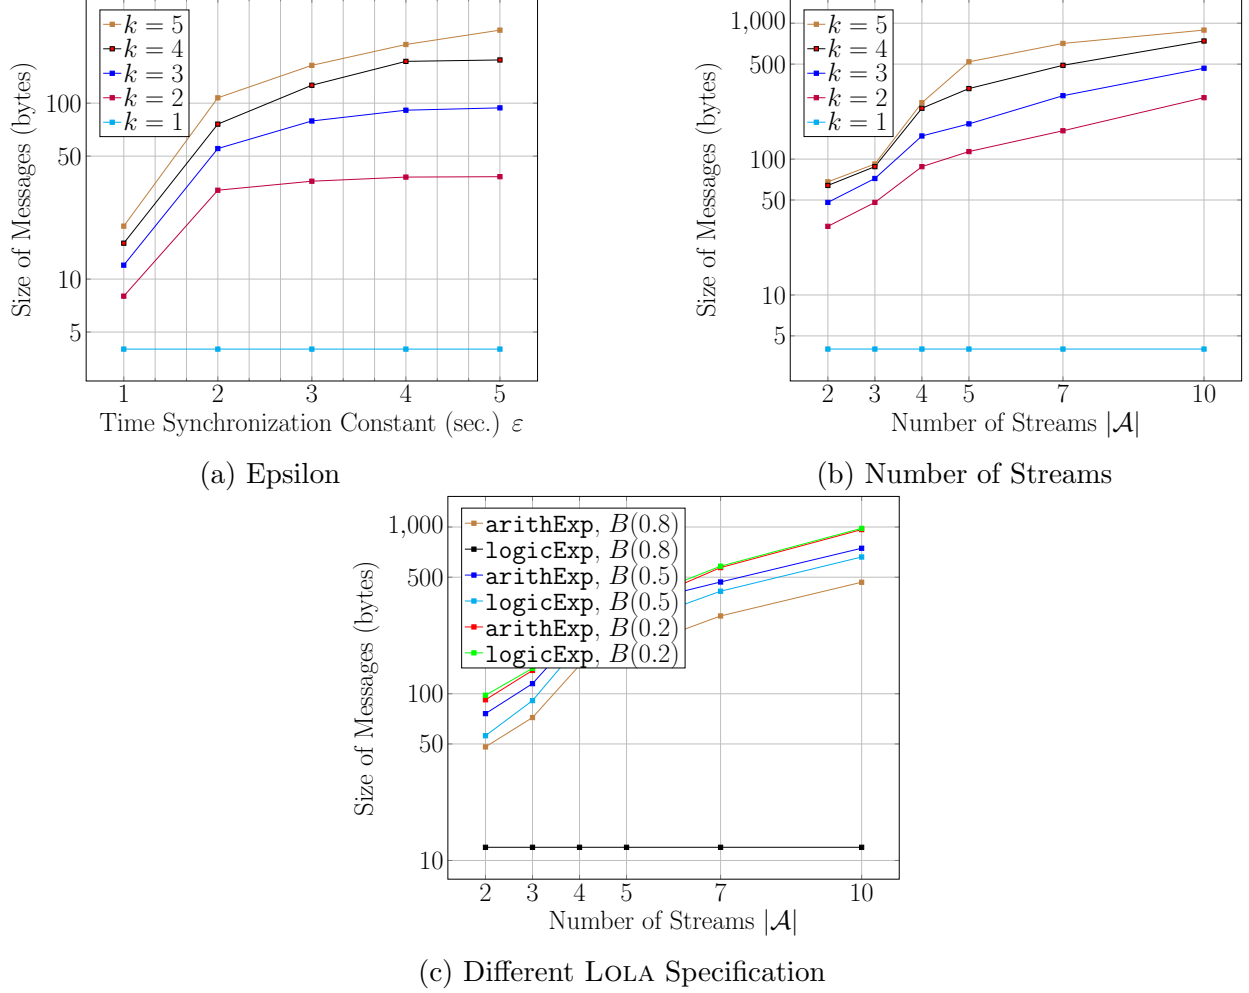 k = 5
k = 4
k = 3
k = 2
k = 1
100
50
10
5
1 2 3 4 5
Size of Messages (bytes)
Time Synchronization Constant (sec.) ε
(a) Epsilon
k = 5
k = 4
k = 3
k = 2
k = 1
1,000
500
100
50
10
5
2 3 4 5 7 10
Size of Messages (bytes)
Number of Streams |𝒜|
(b) Number of Streams
arithExp, B(0.8)
logicExp, B(0.8)
arithExp, B(0.5)
logicExp, B(0.5)
arithExp, B(0.2)
logicExp, B(0.2)
1,000
500
100
50
10
2 3 4 5 7 10
Size of Messages (bytes)
Number of Streams |𝒜|
(c) Different LOLA Specification